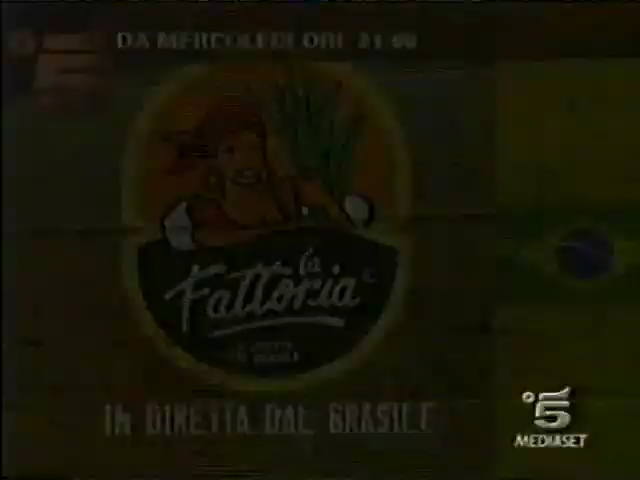 DA MERCOLEDI ORE 21:00
la
Fattoria
IN DIRETTA DAL BRASILE
5
MEDIASET